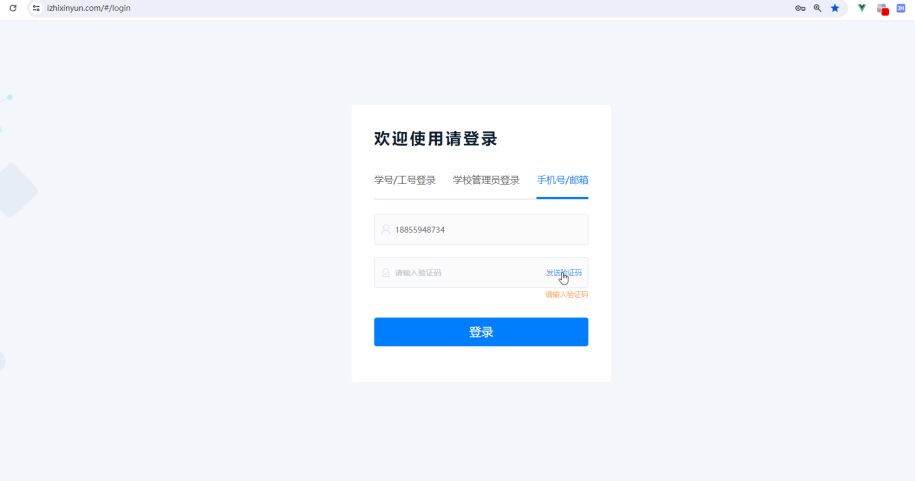 izhixinyun.com/#/login
欢迎使用请登录
学号/工号登录 学校管理员登录 手机号/邮箱
18855948734
请输入验证码 发送验证码
请输入验证码
登录